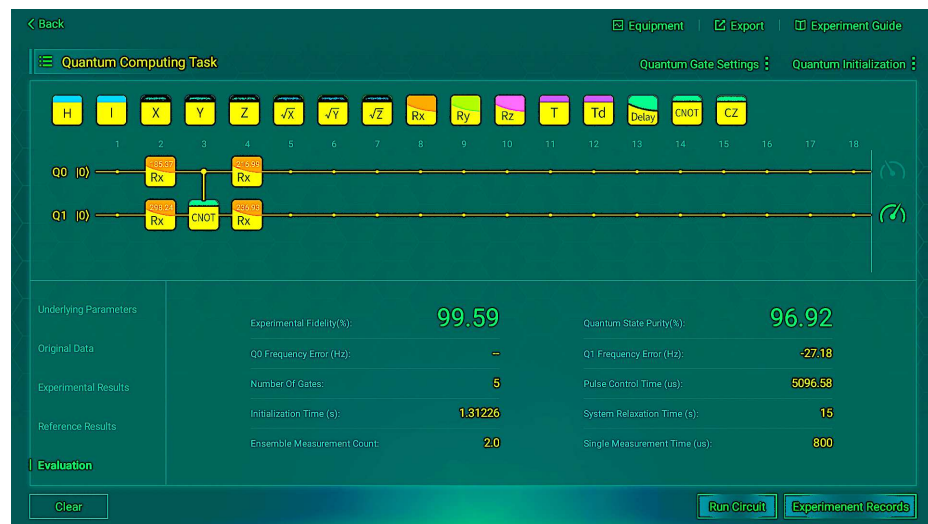 < Back
Equipment
Export
Experiment Guide
Quantum Computing Task
Quantum Gate Settings
Quantum Initialization
H I X Y Z √X √Y √Z Rx Ry Rz T Td Delay CNOT CZ
1 2 3 4 5 6 7 8 9 10 11 12 13 14 15 16 17 18
Q0 |0⟩ Rx Rx
Q1 |0⟩ Rx CNOT Rx
Underlying Parameters
Original Data
Experimental Results
Reference Results
Evaluation
Experimental Fidelity(%): 99.59 Quantum State Purity(%): 96.92
Q0 Frequency Error (Hz): -- Q1 Frequency Error (Hz): -27.18
Number Of Gates: 5 Pulse Control Time (us): 5096.58
Initialization Time (s): 1.31226 System Relaxation Time (s): 15
Ensemble Measurement Count: 2.0 Single Measurement Time (us): 800
Clear
Run Circuit
Experimenent Records